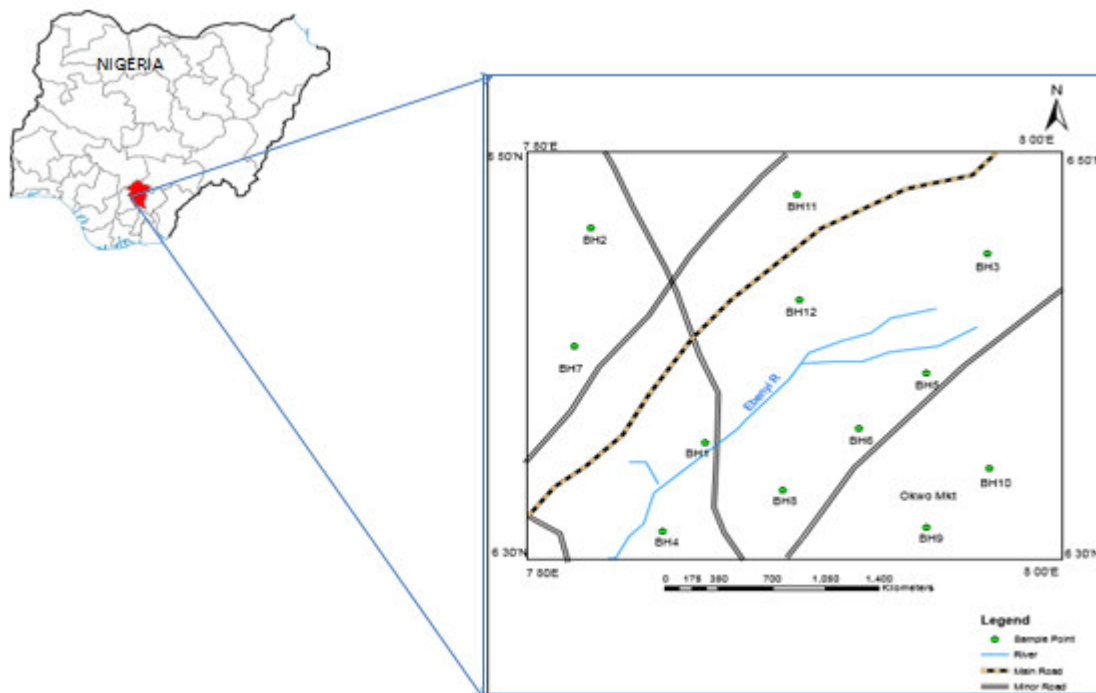 NIGERIA
N
7 50'E
8 00'E
6 50'N
6 50'N
BH11
BH2
BH3
BH12
BH7
Ebenyi R
BH5
BH1
BH6
BH10
BH8
Okwo Mkt
BH4
BH9
6 30'N
6 30'N
7 50'E
8 00'E
0 175 350 700 1,050 1,400
Kilometers
Legend
Sample Point
River
Main Road
Minor Road